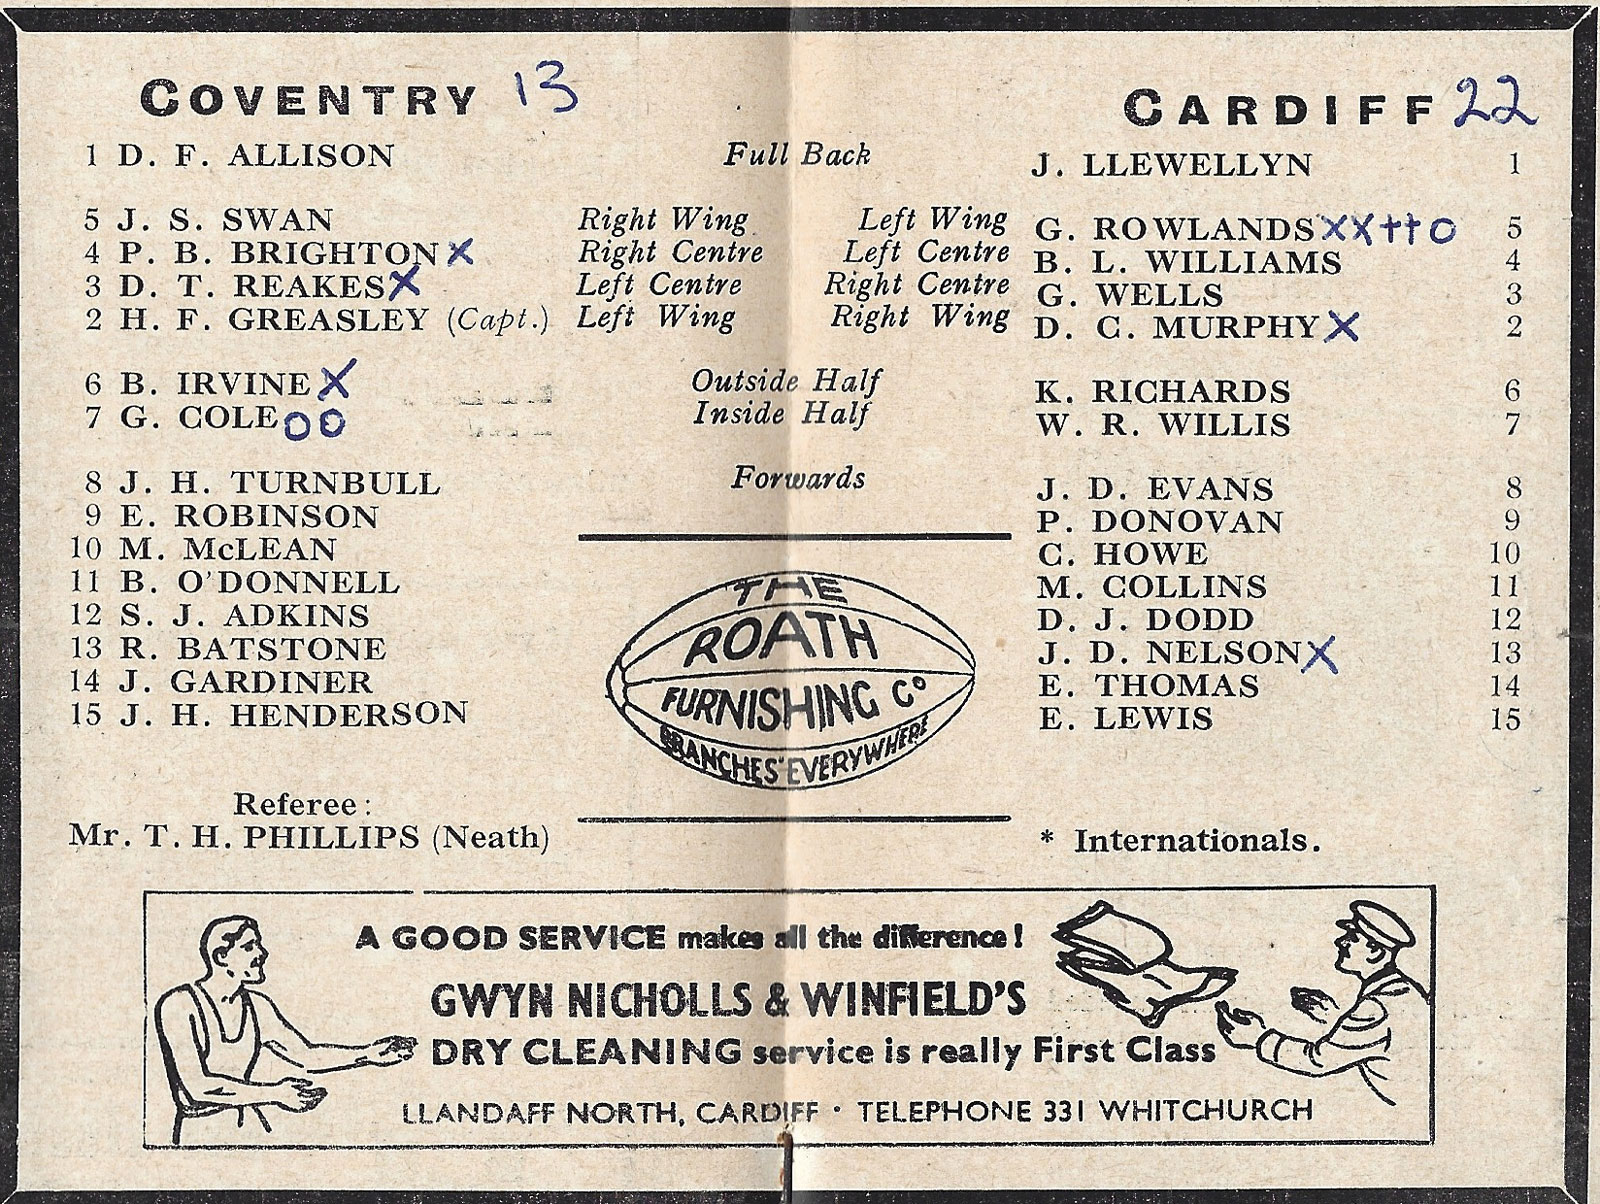 COVENTRY 13
1 D. F. ALLISON
5 J. S. SWAN
4 P. B. BRIGHTON X
3 D. T. REAKES X
2 H. F. GREASLEY (Capt.)
6 B. IRVINE X
7 G. COLE OO
8 J. H. TURNBULL
9 E. ROBINSON
10 M. McLEAN
11 B. O'DONNELL
12 S. J. ADKINS
13 R. BATSTONE
14 J. GARDINER
15 J. H. HENDERSON
Referee:
Mr. T. H. PHILLIPS (Neath)
Full Back
Right Wing Left Wing
Right Centre Left Centre
Left Centre Right Centre
Left Wing Right Wing
Outside Half
Inside Half
Forwards
THE
ROATH
FURNISHING Co
BRANCHES EVERYWHERE
CARDIFF 22
J. LLEWELLYN 1
G. ROWLANDS XX++O 5
B. L. WILLIAMS 4
G. WELLS 3
D. C. MURPHY X 2
K. RICHARDS 6
W. R. WILLIS 7
J. D. EVANS 8
P. DONOVAN 9
C. HOWE 10
M. COLLINS 11
D. J. DODD 12
J. D. NELSON X 13
E. THOMAS 14
E. LEWIS 15
* Internationals.
A GOOD SERVICE makes all the difference!
GWYN NICHOLLS & WINFIELD'S
DRY CLEANING service is really First Class
LLANDAFF NORTH, CARDIFF · TELEPHONE 331 WHITCHURCH